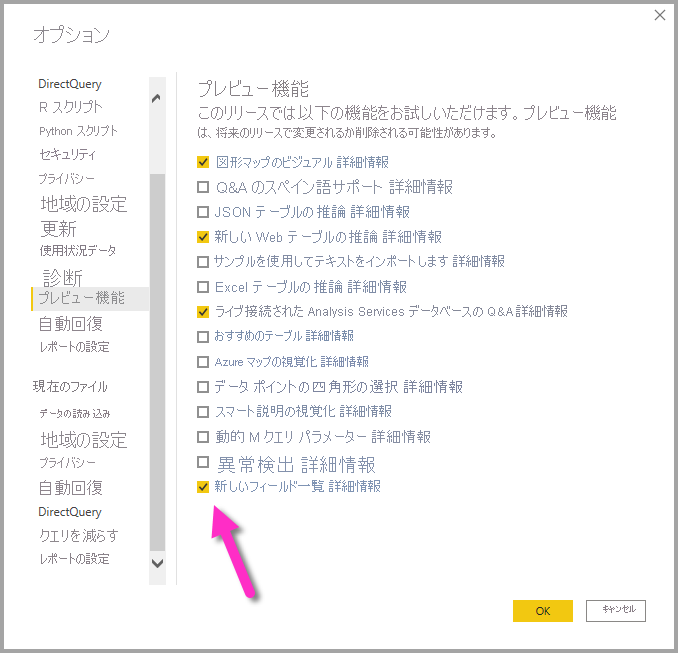 オプション
DirectQuery
R スクリプト
Python スクリプト
セキュリティ
プライバシー
地域の設定
更新
使用状況データ
診断
プレビュー機能
自動回復
レポートの設定
現在のファイル
データの読み込み
地域の設定
プライバシー
自動回復
DirectQuery
クエリを減らす
レポートの設定
プレビュー機能
このリリースでは以下の機能をお試しいただけます。プレビュー機能
は、将来のリリースで変更されるか削除される可能性があります。
図形マップのビジュアル 詳細情報
Q&A のスペイン語サポート 詳細情報
JSON テーブルの推論 詳細情報
新しい Web テーブルの推論 詳細情報
サンプルを使用してテキストをインポートします 詳細情報
Excel テーブルの推論 詳細情報
ライブ接続された Analysis Services データベースの Q&A 詳細情報
おすすめのテーブル 詳細情報
Azure マップの視覚化 詳細情報
データ ポイントの四角形の選択 詳細情報
スマート説明の視覚化 詳細情報
動的 M クエリ パラメーター 詳細情報
異常検出 詳細情報
新しいフィールド一覧 詳細情報
OK
キャンセル